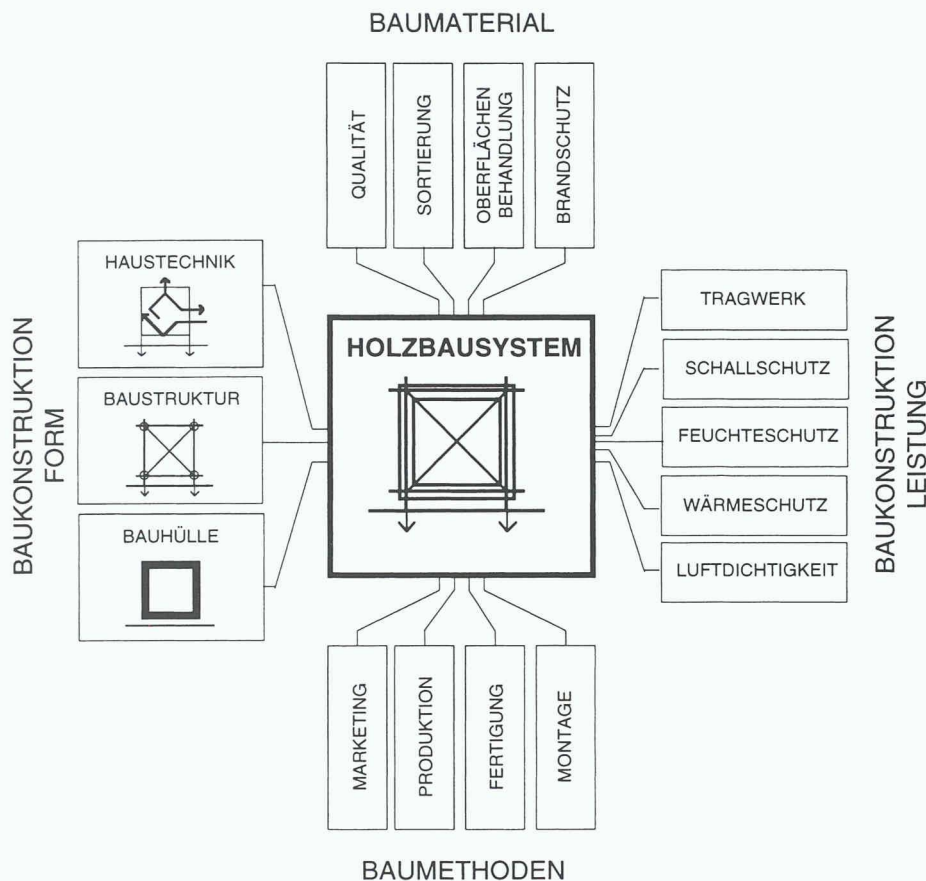 BAUMATERIAL
QUALITÄT
SORTIERUNG
OBERFLÄCHEN
BEHANDLUNG
BRANDSCHUTZ
BAUKONSTRUKTION
FORM
HAUSTECHNIK
BAUSTRUKTUR
BAUHÜLLE
HOLZBAUSYSTEM
TRAGWERK
SCHALLSCHUTZ
FEUCHTESCHUTZ
WÄRMESCHUTZ
LUFTDICHTIGKEIT
BAUKONSTRUKTION
LEISTUNG
MARKETING
PRODUKTION
FERTIGUNG
MONTAGE
BAUMETHODEN